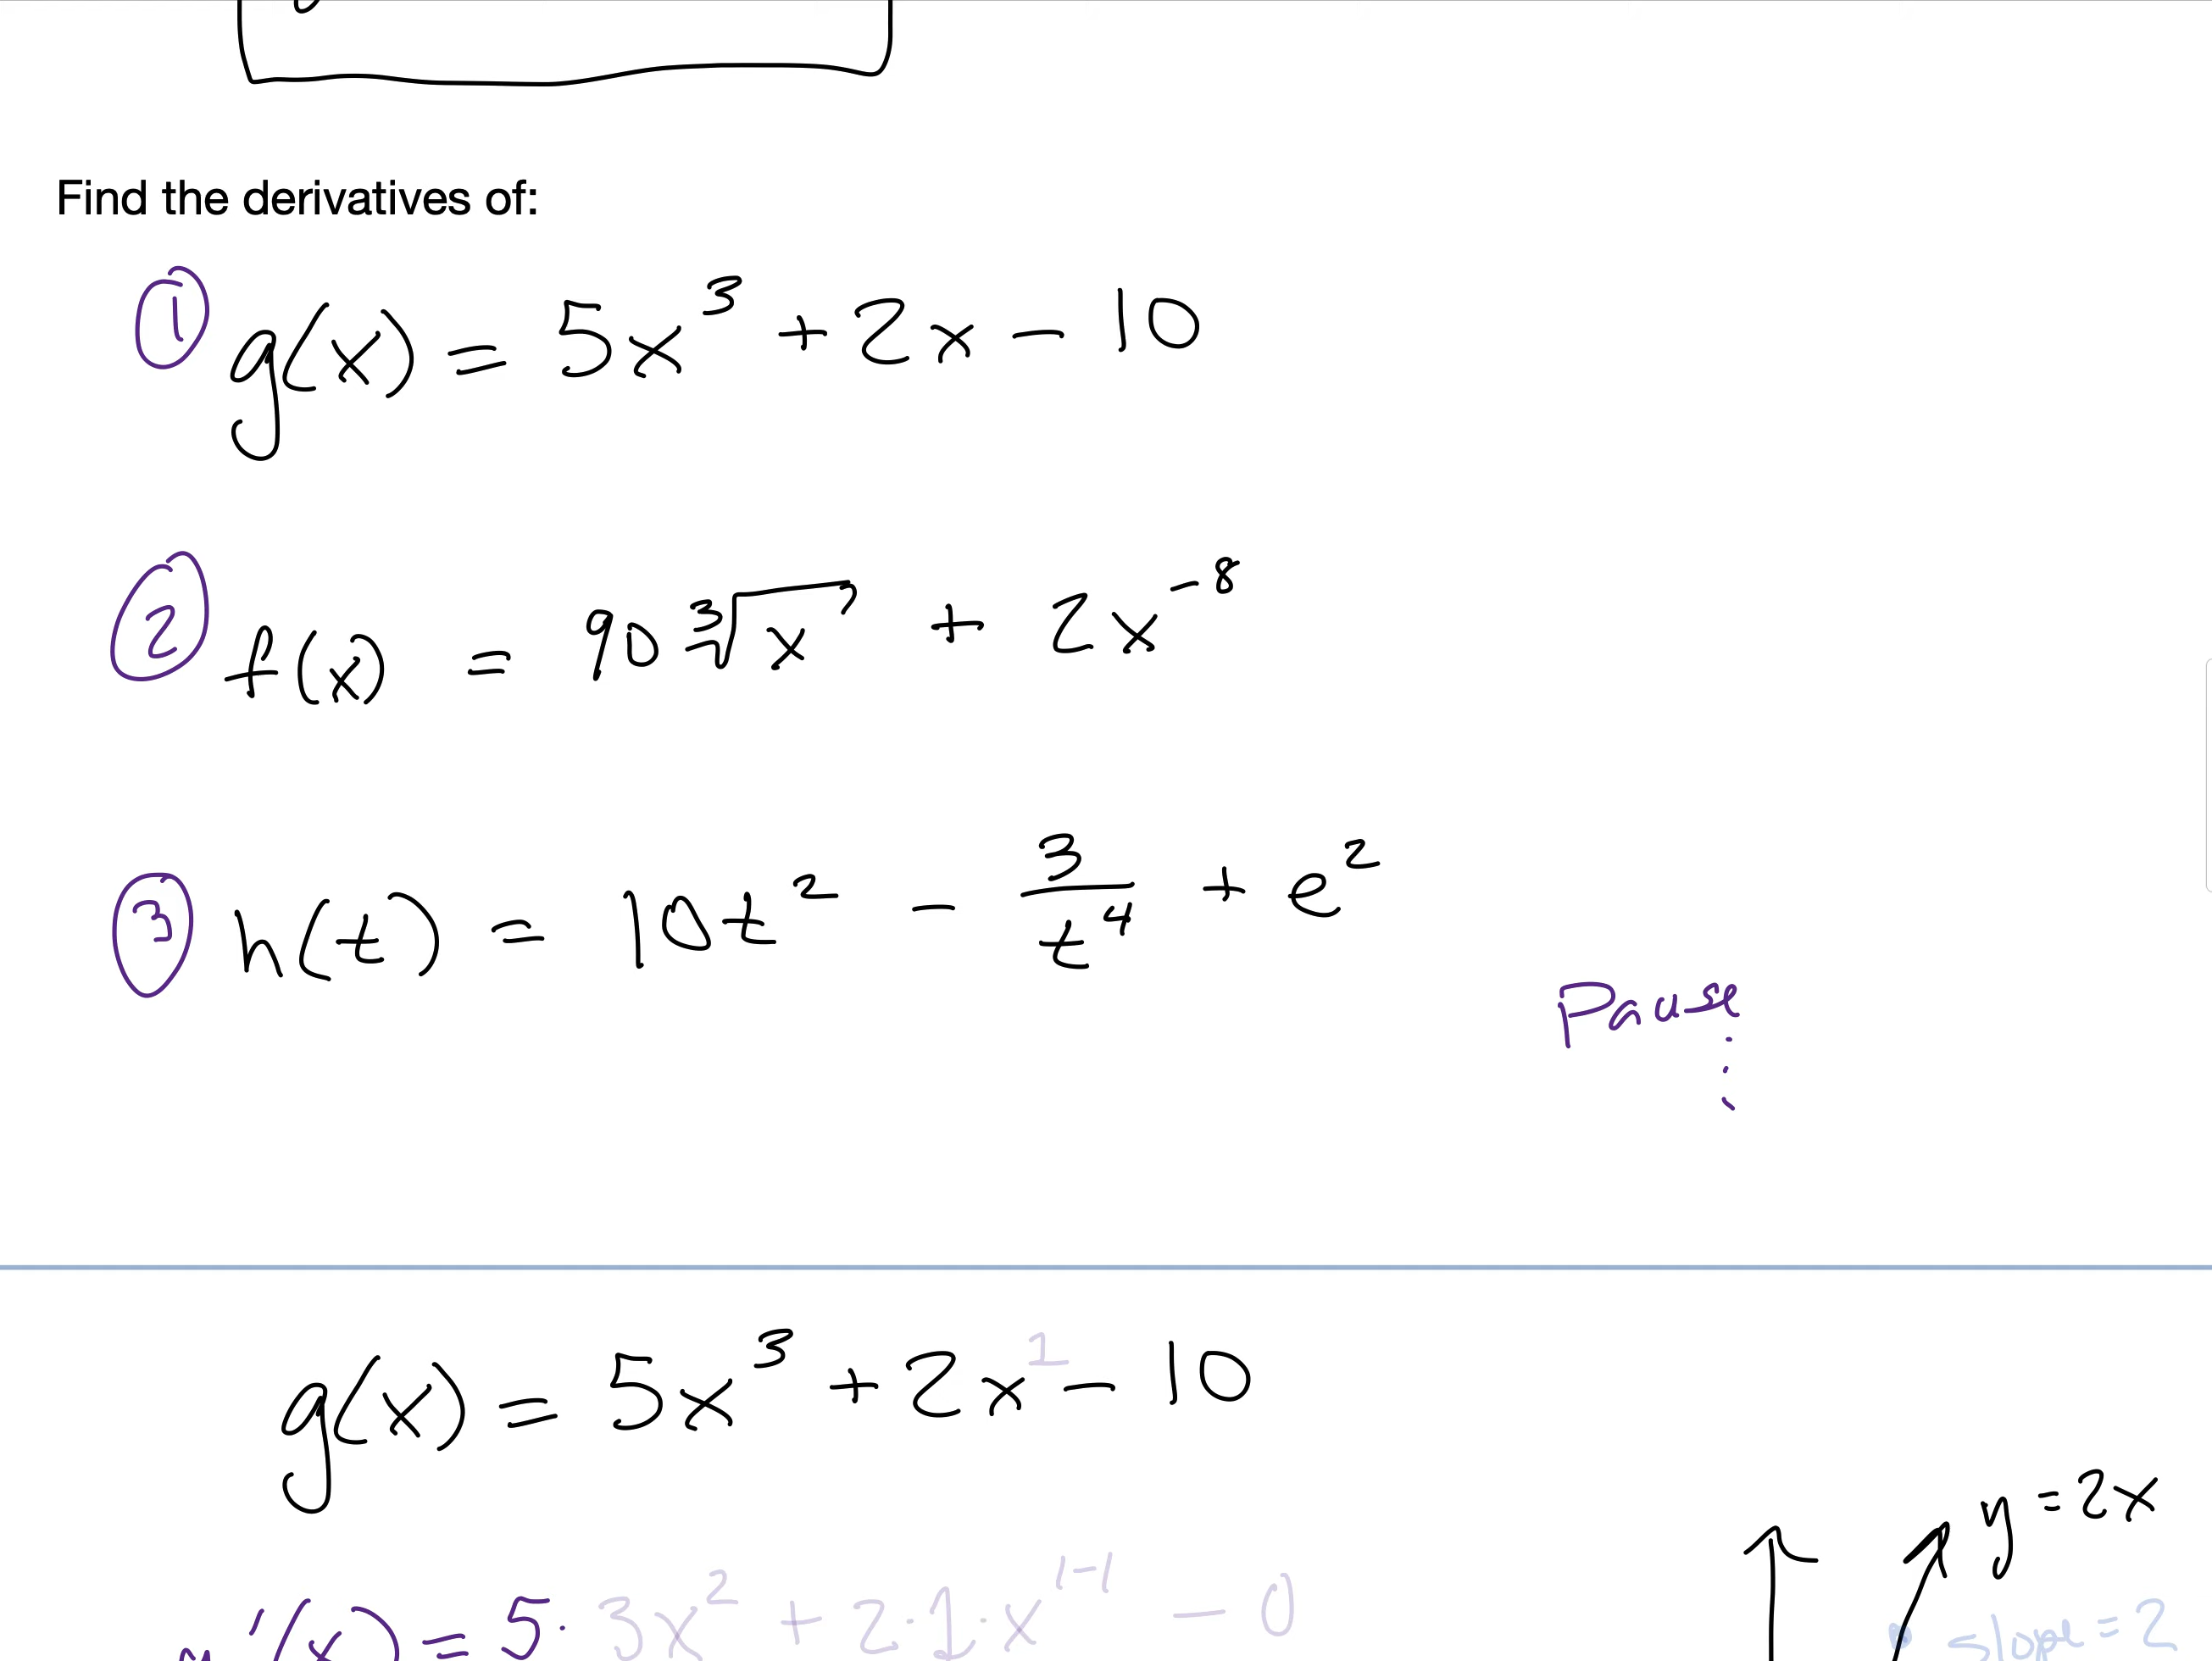 Find the derivatives of:
① g(x) = 5x³ + 2x − 10
② f(x) = 90 ∛x + 2x⁻⁸
③ h(t) = 10t² − 3/t⁴ + e²
Pause
...
g(x) = 5x³ + 2x¹ − 10
y = 2x
g'(x) = 5 · 3x² + 2 · 1 · x¹⁻¹ − 0
slope = 2